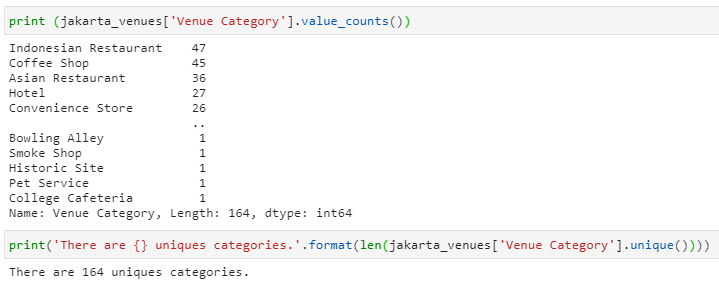 print (jakarta_venues['Venue Category'].value_counts())
Indonesian Restaurant    47
Coffee Shop              45
Asian Restaurant         36
Hotel                    27
Convenience Store        26
                         ..
Bowling Alley             1
Smoke Shop                1
Historic Site             1
Pet Service               1
College Cafeteria         1
Name: Venue Category, Length: 164, dtype: int64
print('There are {} uniques categories.'.format(len(jakarta_venues['Venue Category'].unique())))
There are 164 uniques categories.